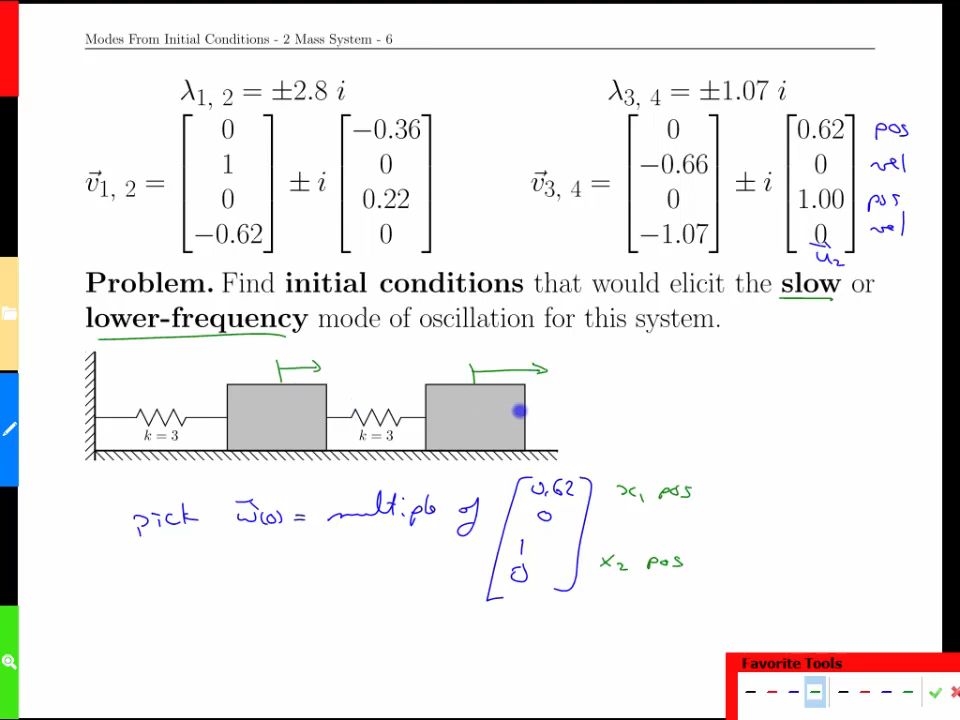 Modes From Initial Conditions - 2 Mass System - 6
λ1, 2 = ±2.8 i
λ3, 4 = ±1.07 i
v⃗1, 2 = [0 1 0 −0.62] ± i [−0.36 0 0.22 0]
v⃗3, 4 = [0 −0.66 0 −1.07] ± i [0.62 0 1.00 0]
pos
vel
pos
vel
u⃗2
Problem. Find initial conditions that would elicit the slow or
lower-frequency mode of oscillation for this system.
k = 3
k = 3
pick w⃗(0) = multiple of [0.62 0 1 0]
x1 pos
x2 pos
Favorite Tools